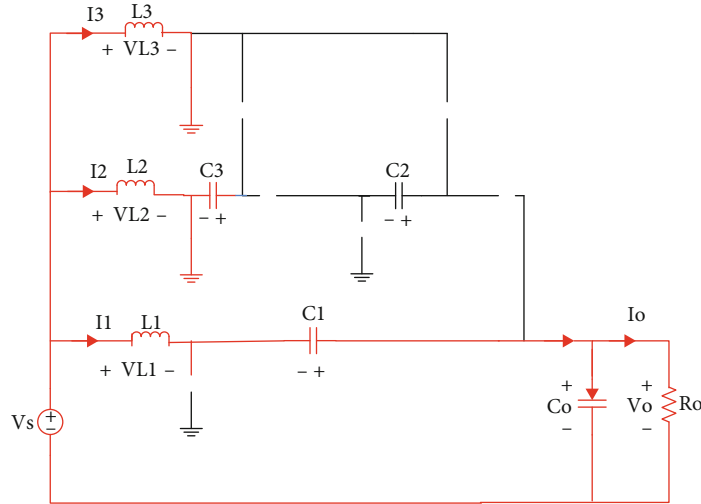 I3 L3
+ VL3 –
I2 L2 C3 C2
+ VL2 – – + – +
I1 L1 C1 Io
+ VL1 – – +
Vs + – + Co – + Vo – Ro